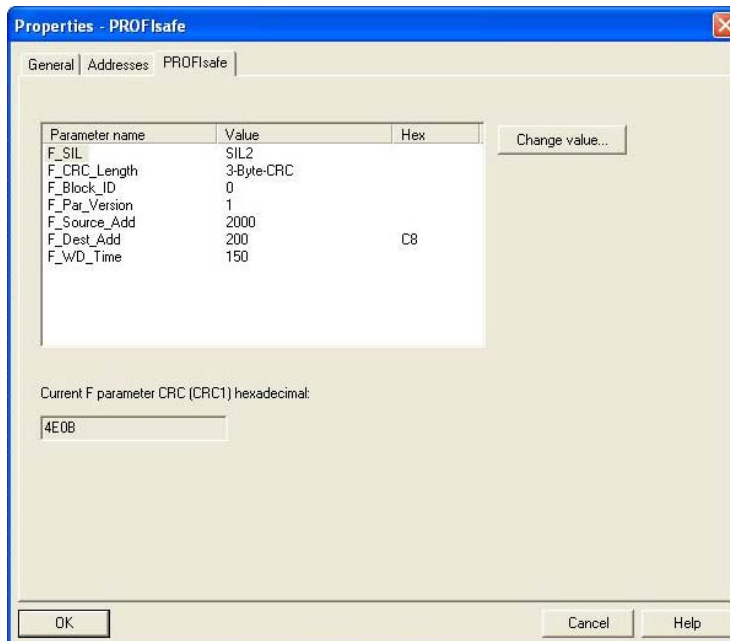 Properties - PROFIsafe
General Addresses PROFIsafe
Parameter name Value Hex
F_SIL SIL2
F_CRC_Length 3-Byte-CRC
F_Block_ID 0
F_Par_Version 1
F_Source_Add 2000
F_Dest_Add 200 C8
F_WD_Time 150
Change value...
Current F parameter CRC (CRC1) hexadecimal:
4E0B
OK Cancel Help